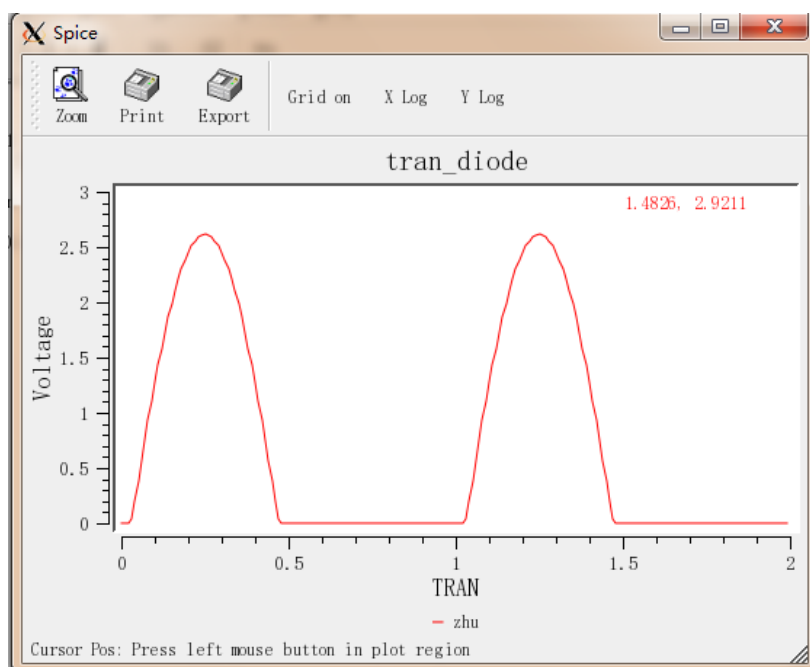 Spice
Zoom Print Export Grid on X Log Y Log
tran_diode
1.4826, 2.9211
3
2.5
2
1.5
1
0.5
0
Voltage
0 0.5 1 1.5 2
TRAN
zhu
Cursor Pos: Press left mouse button in plot region